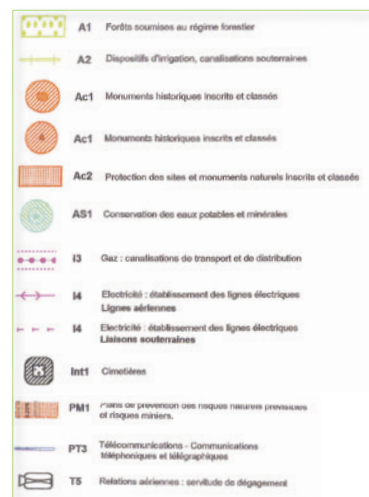 A1 Forêts soumises au régime forestier
A2 Dispositifs d'irrigation, canalisations souterraines
Ac1 Monuments historiques inscrits et classés
Ac1 Monuments historiques inscrits et classés
Ac2 Protection des sites et monuments naturels inscrits et classés
AS1 Conservation des eaux potables et minérales
I3 Gaz : canalisations de transport et de distribution
I4 Electricité : établissement des lignes électriques
Lignes aériennes
I4 Electricité : établissement des lignes électriques
Liaisons souterraines
Int1 Cimetières
PM1 Plans de prévention des risques naturels prévisibles
et risques miniers.
PT3 Télécommunications - Communications
téléphoniques et télégraphiques
T5 Relations aériennes : servitude de dégagement